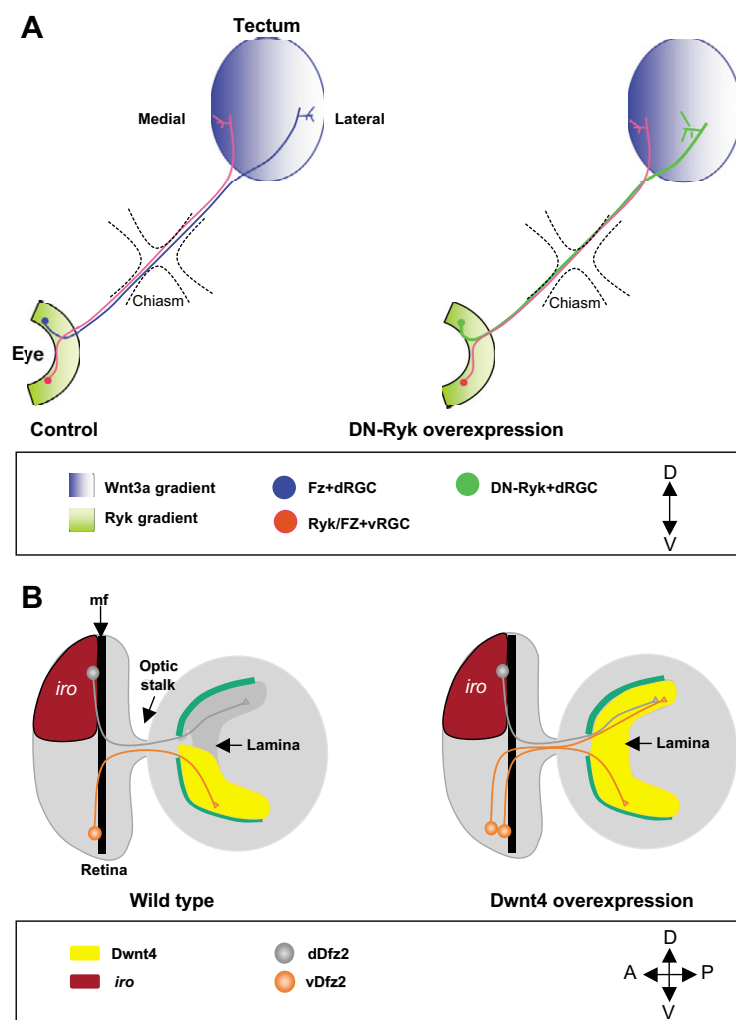 A
Tectum
Medial
Lateral
Chiasm
Chiasm
Eye
Control
DN-Ryk overexpression
Wnt3a gradient
Fz+dRGC
DN-Ryk+dRGC
Ryk gradient
Ryk/FZ+vRGC
D
V
B
mf
iro
Optic
stalk
Lamina
Retina
iro
Lamina
Wild type
Dwnt4 overexpression
Dwnt4
dDfz2
iro
vDfz2
D
A
P
V